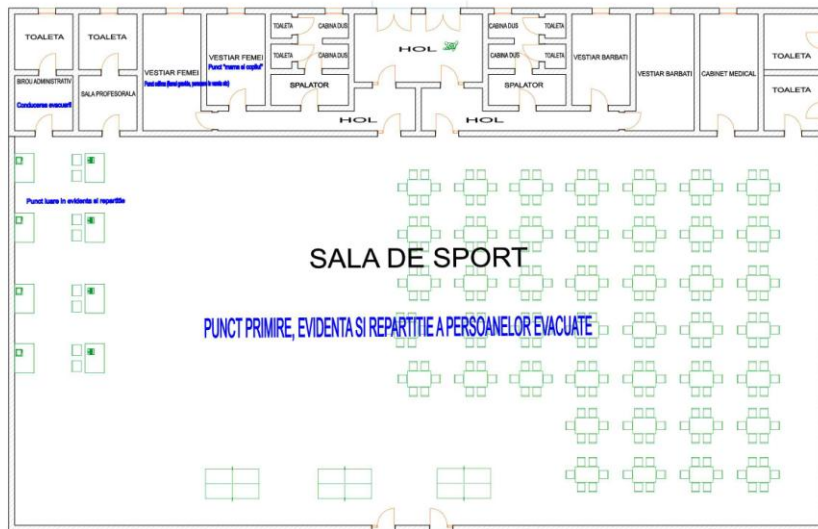 TOALETA
TOALETA
VESTIAR FEMEI
VESTIAR FEMEI
Punct "mama si copilul"
TOALETA
CABINA DUS
TOALETA
CABINA DUS
SPALATOR
HOL
CABINA DUS
TOALETA
CABINA DUS
TOALETA
SPALATOR
VESTIAR BARBATI
VESTIAR BARBATI
CABINET MEDICAL
TOALETA
TOALETA
BIROU ADMINISTRATIV
Conducerea evacuarii
SALA PROFESORALA
HOL
HOL
Punct luare in evidenta si repartitie
SALA DE SPORT
PUNCT PRIMIRE, EVIDENTA SI REPARTITIE A PERSOANELOR EVACUATE